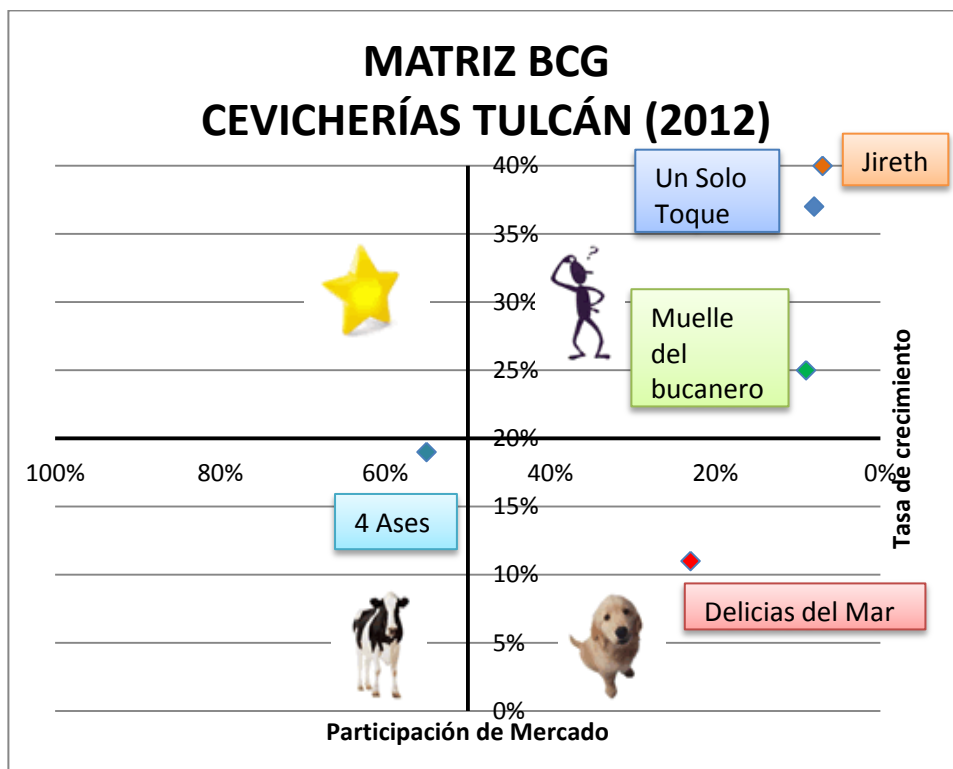 MATRIZ BCG
CEVICHERÍAS TULCÁN (2012)
40%
Jireth
Un Solo
Toque
35%
?
30%
Muelle
del
bucanero
25%
20%
100%
80%
60%
40%
20%
0%
Tasa de crecimiento
15%
4 Ases
10%
Delicias del Mar
5%
0%
Participación de Mercado